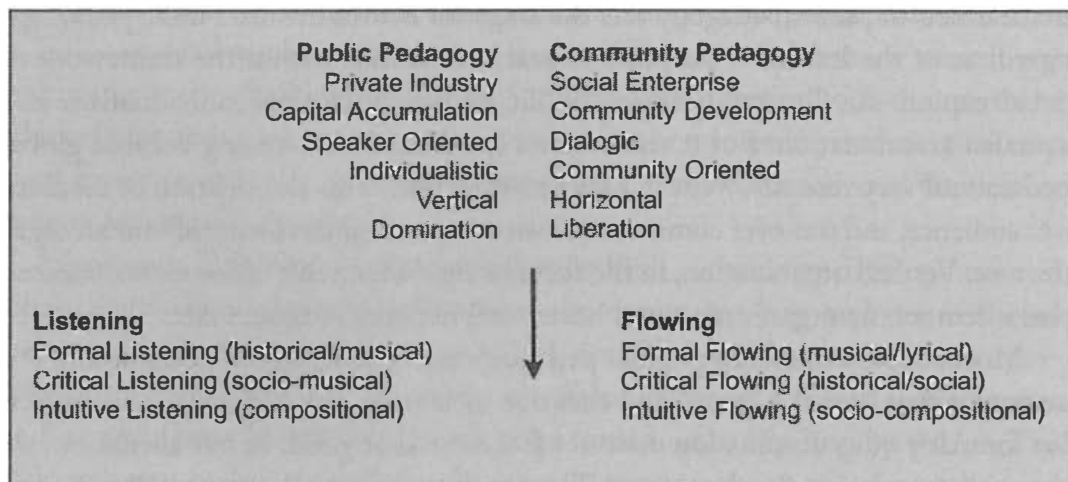 Public Pedagogy Community Pedagogy
Private Industry Social Enterprise
Capital Accumulation Community Development
Speaker Oriented Dialogic
Individualistic Community Oriented
Vertical Horizontal
Domination Liberation
Listening Flowing
Formal Listening (historical/musical) Formal Flowing (musical/lyrical)
Critical Listening (socio-musical) Critical Flowing (historical/social)
Intuitive Listening (compositional) Intuitive Flowing (socio-compositional)